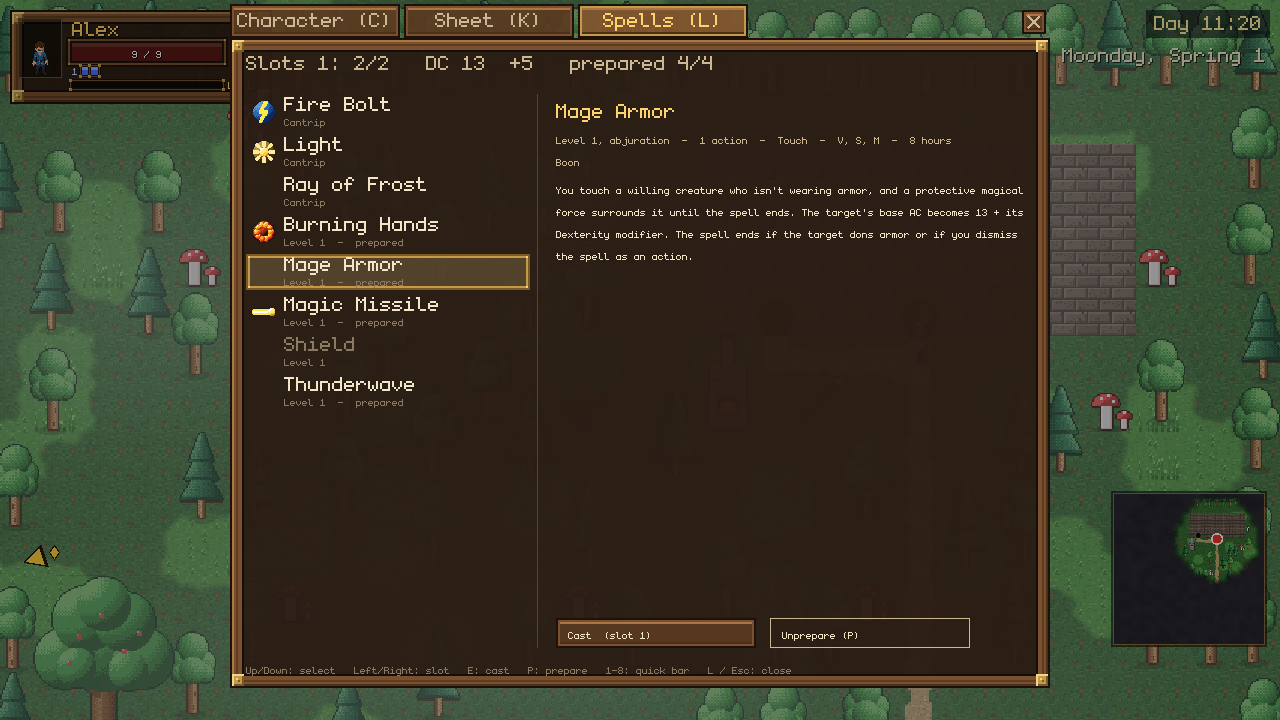 Character (C)
Sheet (K)
Spells (L)
Alex
9 / 9
1
Day 11:20
Moonday, Spring 1
Slots 1: 2/2 DC 13 +5 prepared 4/4
Fire Bolt
Cantrip
Light
Cantrip
Ray of Frost
Cantrip
Burning Hands
Level 1 - prepared
Mage Armor
Level 1 - prepared
Magic Missile
Level 1 - prepared
Shield
Level 1
Thunderwave
Level 1 - prepared
Mage Armor
Level 1, abjuration - 1 action - Touch - V, S, M - 8 hours
Boon
You touch a willing creature who isn't wearing armor, and a protective magical
force surrounds it until the spell ends. The target's base AC becomes 13 + its
Dexterity modifier. The spell ends if the target dons armor or if you dismiss
the spell as an action.
Cast (slot 1)
Unprepare (P)
Up/Down: select Left/Right: slot E: cast P: prepare 1-8: quick bar L / Esc: close